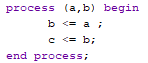 process (a,b) begin
b <= a ;
c <= b;
end process;